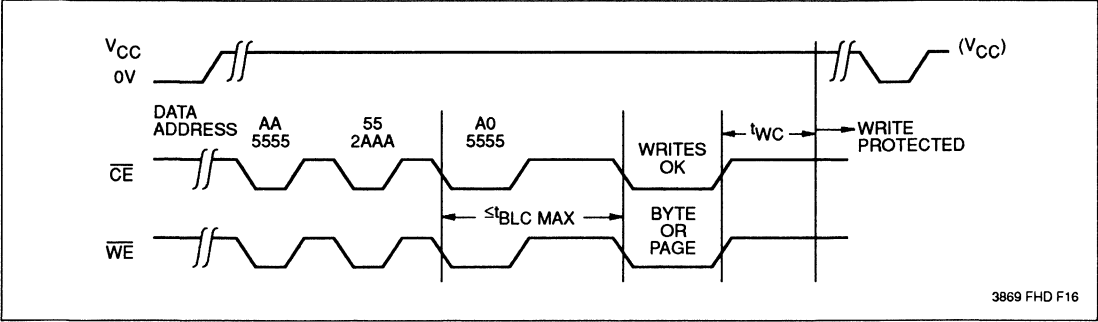 VCC
0V
(VCC)
DATA
ADDRESS
AA
5555
55
2AAA
A0
5555
WRITES
OK
tWC
WRITE
PROTECTED
CE
≤tBLC MAX
BYTE
OR
PAGE
WE
3869 FHD F16